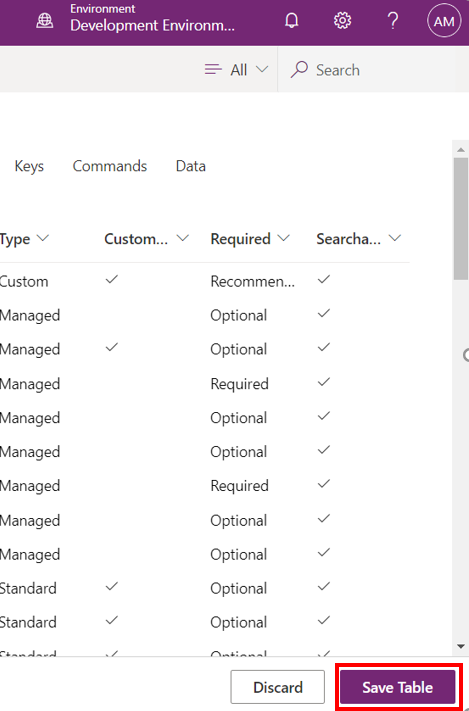 Environment
Development Environm...
AM
All
Search
Keys Commands Data
Type Custom... Required Searcha...
Custom Recommen...
Managed Optional
Managed Optional
Managed Required
Managed Optional
Managed Optional
Managed Required
Managed Optional
Managed Optional
Standard Optional
Standard Optional
Standard Optional
Discard Save Table